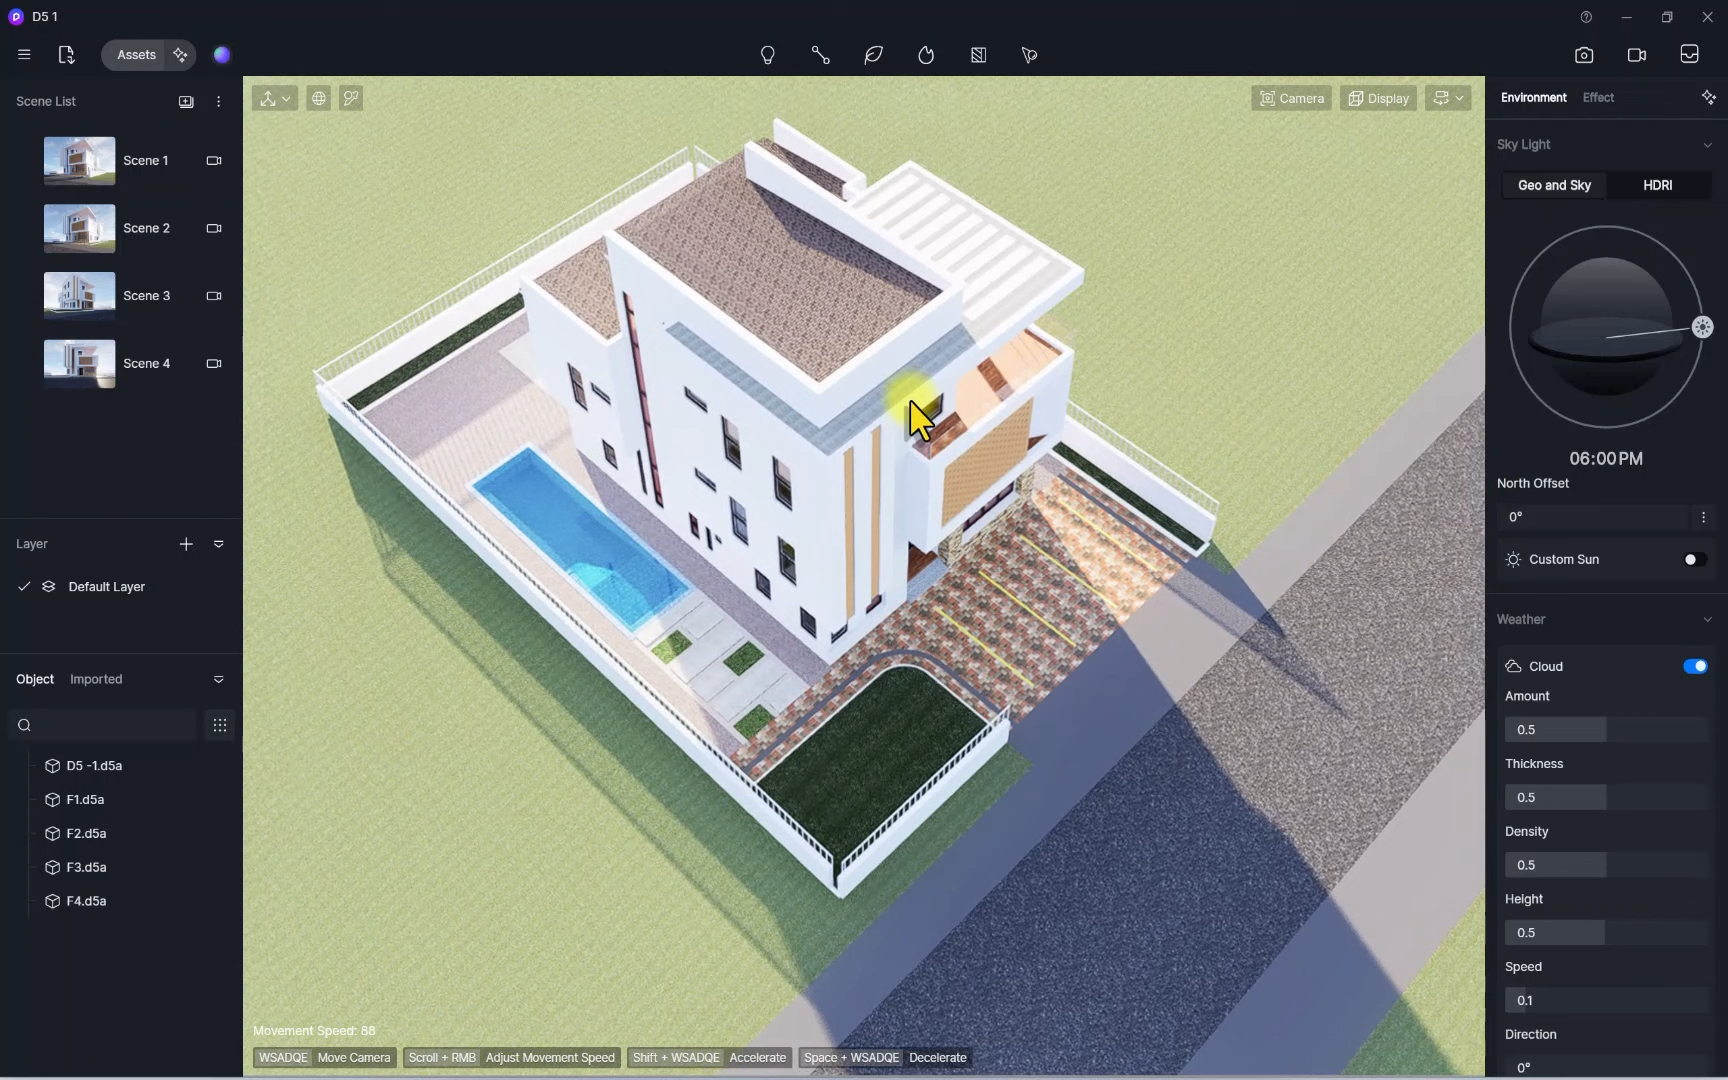 D5 1
Assets
Scene List
Scene 1
Scene 2
Scene 3
Scene 4
Layer
Default Layer
Object Imported
D5 -1.d5a
F1.d5a
F2.d5a
F3.d5a
F4.d5a
Camera Display
Movement Speed: 88
WSADQE Move Camera Scroll + RMB Adjust Movement Speed Shift + WSADQE Accelerate Space + WSADQE Decelerate
Environment Effect
Sky Light
Geo and Sky HDRI
06:00PM
North Offset
0°
Custom Sun
Weather
Cloud
Amount
0.5
Thickness
0.5
Density
0.5
Height
0.5
Speed
0.1
Direction
0°